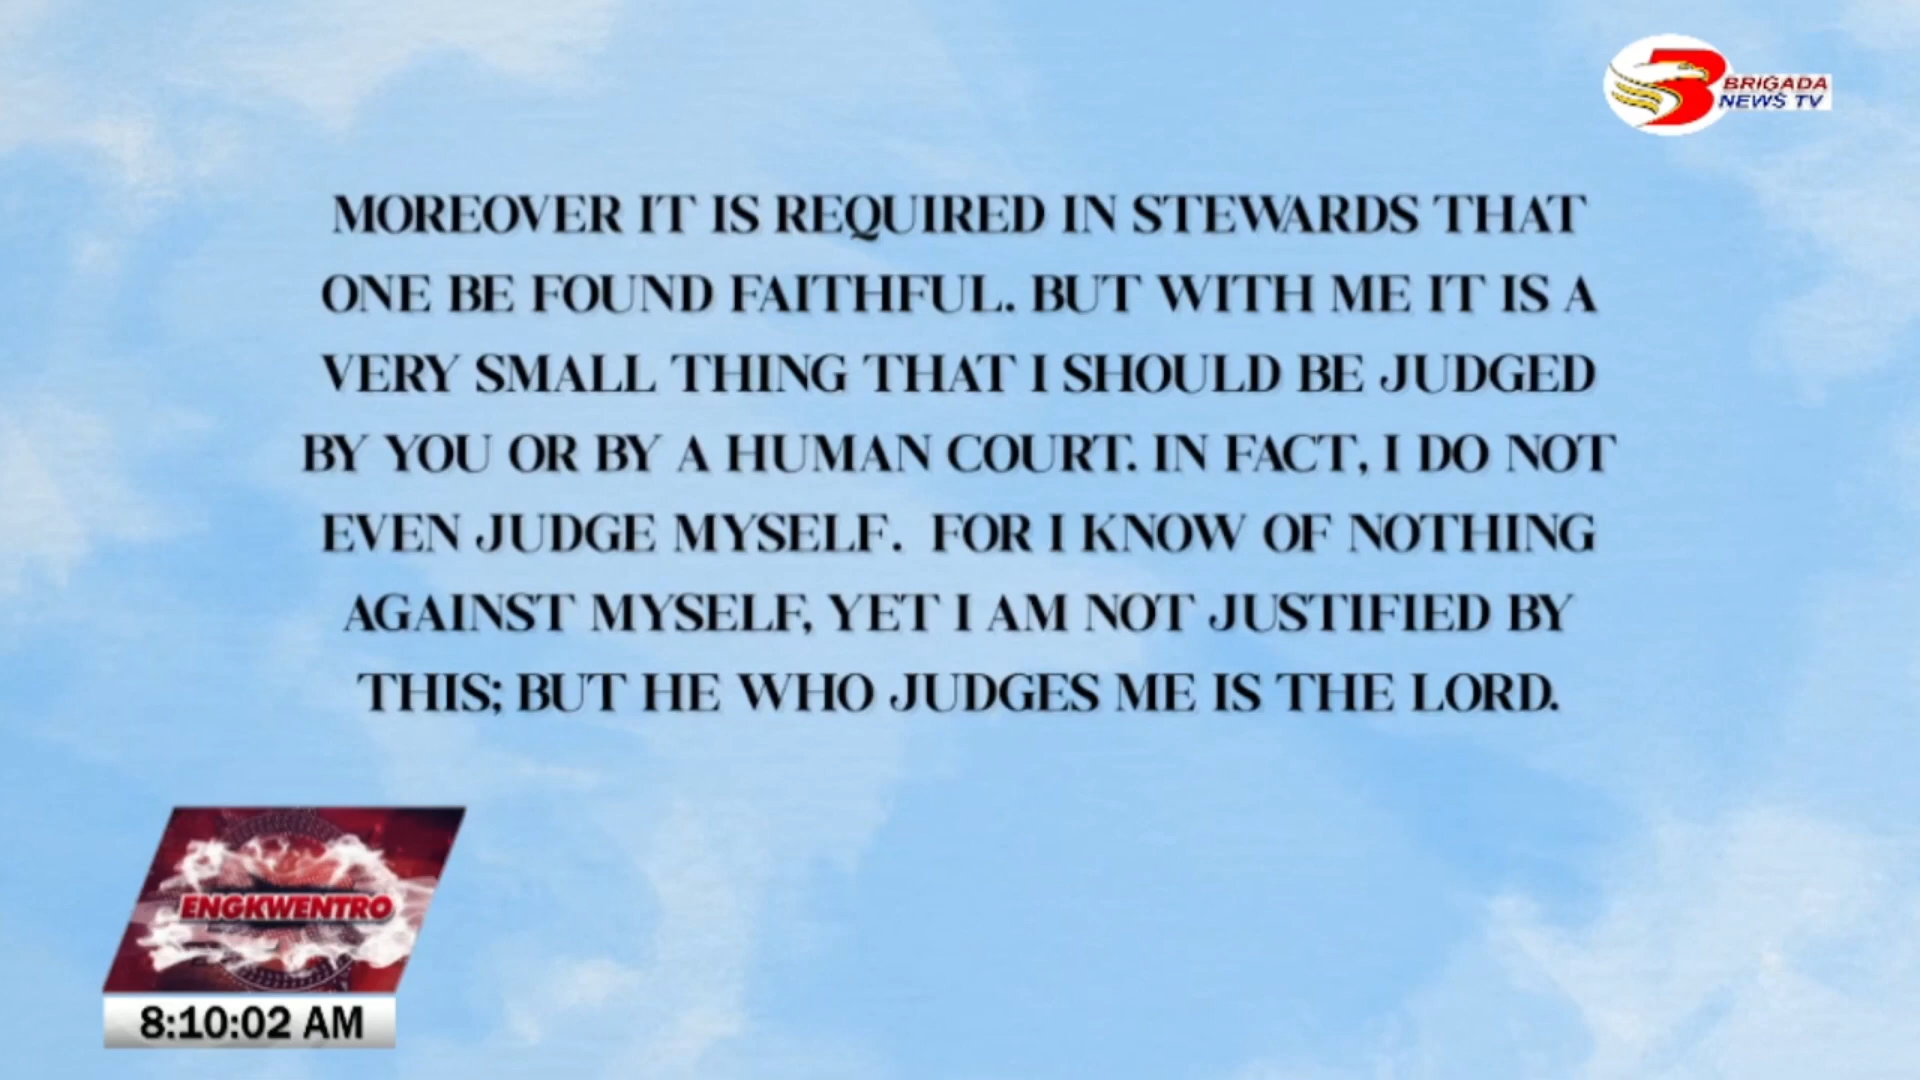 BRIGADA
NEWS TV
MOREOVER IT IS REQUIRED IN STEWARDS THAT
ONE BE FOUND FAITHFUL. BUT WITH ME IT IS A
VERY SMALL THING THAT I SHOULD BE JUDGED
BY YOU OR BY A HUMAN COURT. IN FACT, I DO NOT
EVEN JUDGE MYSELF. FOR I KNOW OF NOTHING
AGAINST MYSELF, YET I AM NOT JUSTIFIED BY
THIS; BUT HE WHO JUDGES ME IS THE LORD.
ENGKWENTRO
8:10:02 AM